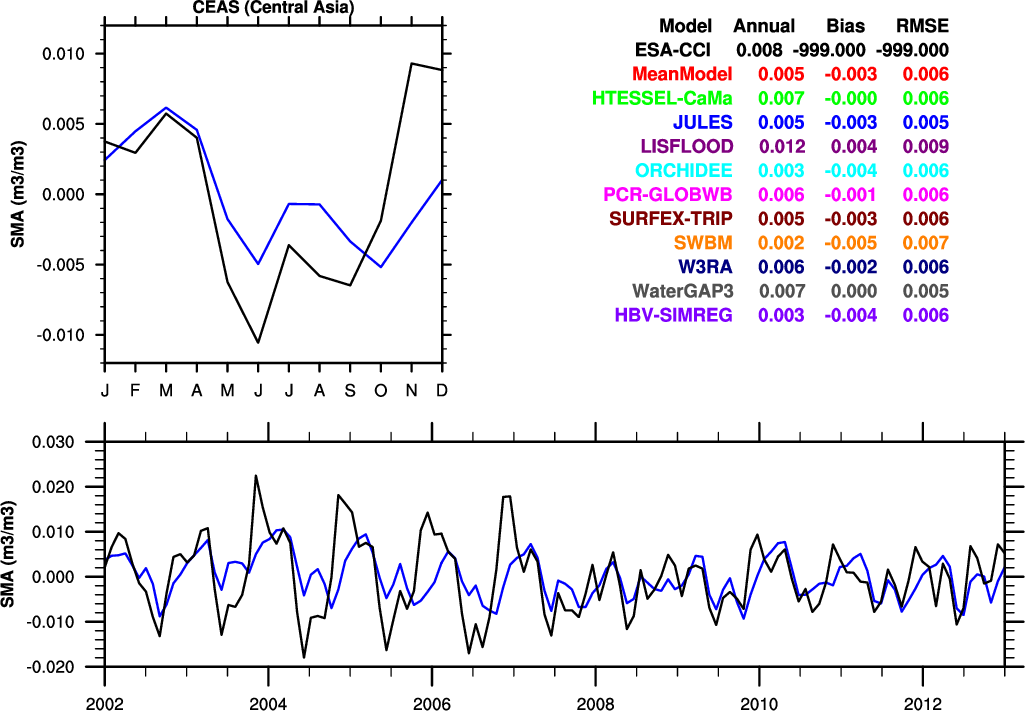 CEAS (Central Asia)
Model Annual Bias RMSE
ESA-CCI 0.008 -999.000 -999.000
MeanModel 0.005 -0.003 0.006
HTESSEL-CaMa 0.007 -0.000 0.006
JULES 0.005 -0.003 0.005
LISFLOOD 0.012 0.004 0.009
ORCHIDEE 0.003 -0.004 0.006
PCR-GLOBWB 0.006 -0.001 0.006
SURFEX-TRIP 0.005 -0.003 0.006
SWBM 0.002 -0.005 0.007
W3RA 0.006 -0.002 0.006
WaterGAP3 0.007 0.000 0.005
HBV-SIMREG 0.003 -0.004 0.006
SMA (m3/m3)
0.010
0.005
0.000
-0.005
-0.010
J F M A M J J A S O N D
SMA (m3/m3)
0.030
0.020
0.010
0.000
-0.010
-0.020
2002 2004 2006 2008 2010 2012